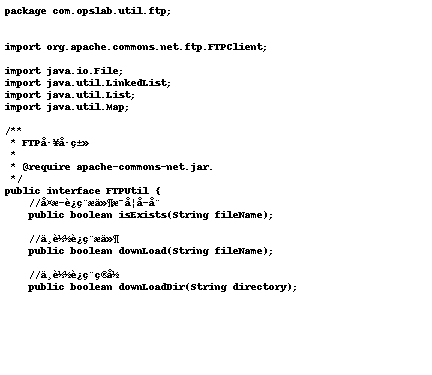 package com.opslab.util.ftp;
import org.apache.commons.net.ftp.FTPClient;
import java.io.File;
import java.util.LinkedList;
import java.util.List;
import java.util.Map;
/**
* FTPå·¥å·ç±»
*
* @require apache-commons-net.jar.
*/
public interface FTPUtil {
//å¤æ-è¿ç¨æä»¶æ¯å¦å-å¨
public boolean isExists(String fileName);
//ä¸è½½è¿ç¨æä»¶
public boolean downLoad(String fileName);
//ä¸è½½è¿ç¨ç®å½
public boolean downLoadDir(String directory);